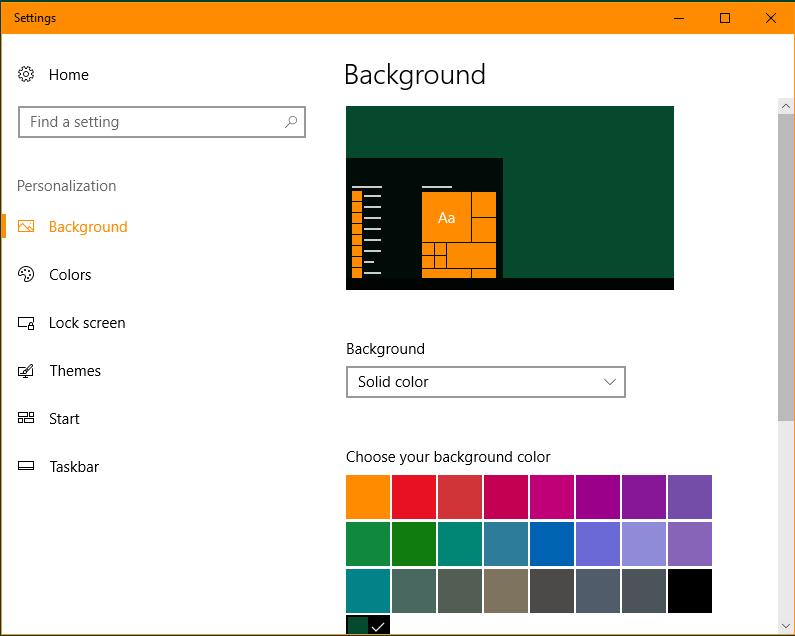 Settings
Home
Find a setting
Personalization
Background
Colors
Lock screen
Themes
Start
Taskbar
Background
Aa
Background
Solid color
Choose your background color